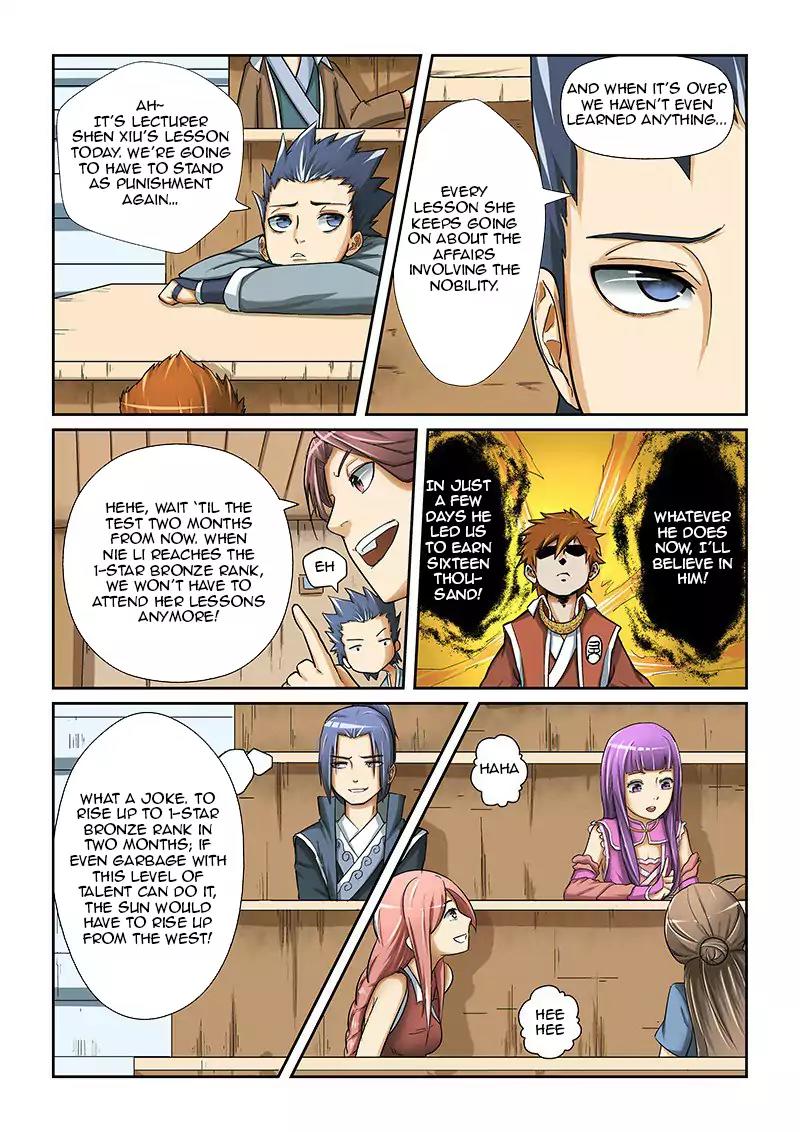 AH~
IT'S LECTURER
SHEN XIU'S LESSON
TODAY. WE'RE GOING
TO HAVE TO STAND
AS PUNISHMENT
AGAIN...
AND WHEN IT'S OVER
WE HAVEN'T EVEN
LEARNED ANYTHING...
EVERY
LESSON SHE
KEEPS GOING
ON ABOUT THE
AFFAIRS
INVOLVING THE
NOBILITY.
HEHE, WAIT 'TIL THE
TEST TWO MONTHS
FROM NOW. WHEN
NIE LI REACHES THE
1-STAR BRONZE RANK,
WE WON'T HAVE TO
ATTEND HER LESSONS
ANYMORE!
EH
IN JUST
A FEW
DAYS HE
LED US
TO EARN
SIXTEEN
THOU-
SAND!
WHATEVER
HE DOES
NOW, I'LL
BELIEVE IN
HIM!
WHAT A JOKE. TO
RISE UP TO 1-STAR
BRONZE RANK IN
TWO MONTHS; IF
EVEN GARBAGE WITH
THIS LEVEL OF
TALENT CAN DO IT,
THE SUN WOULD
HAVE TO RISE UP
FROM THE WEST!
HAHA
HEE
HEE